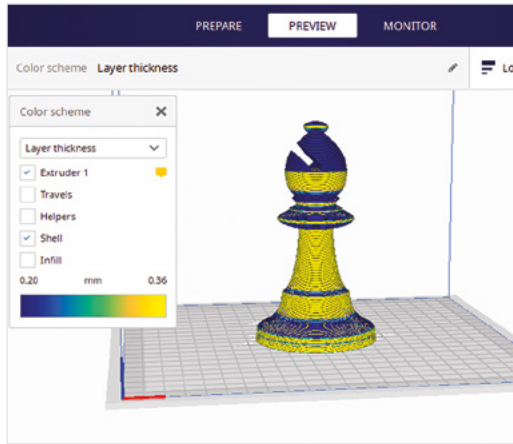 PREPARE PREVIEW MONITOR
Color scheme Layer thickness
Color scheme
Layer thickness
Extruder 1
Travels
Helpers
Shell
Infill
0.20 mm 0.36